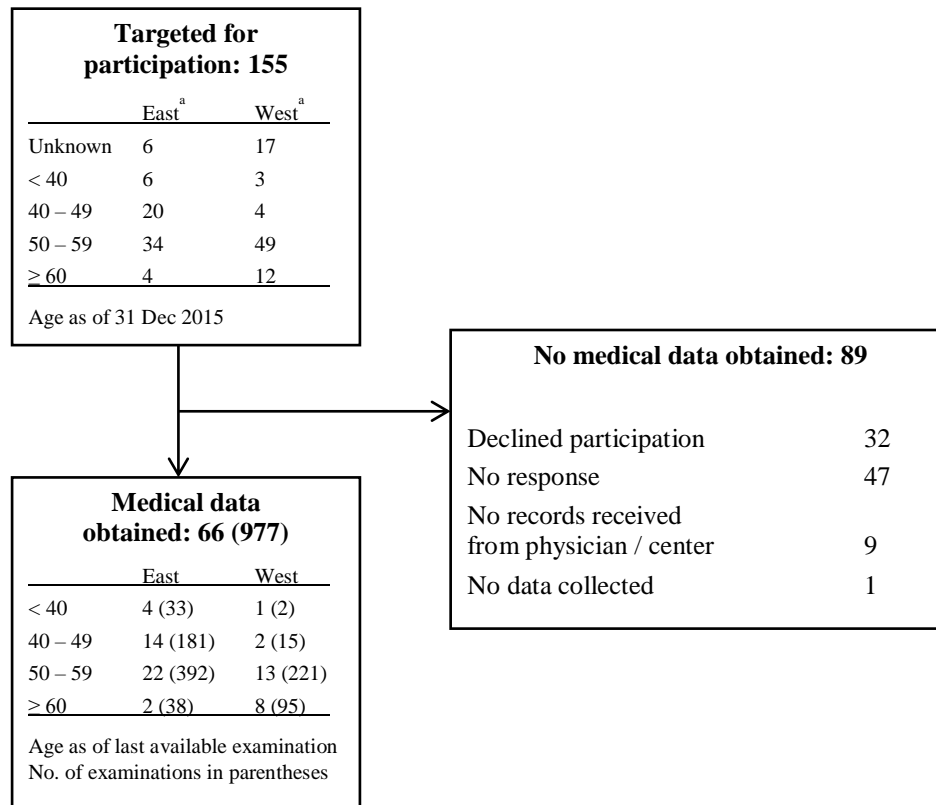 Targeted for
participation: 155
East^a West^a
Unknown 6 17
< 40 6 3
40 – 49 20 4
50 – 59 34 49
≥ 60 4 12
Age as of 31 Dec 2015
No medical data obtained: 89
Declined participation 32
No response 47
No records received
from physician / center 9
No data collected 1
Medical data
obtained: 66 (977)
East West
< 40 4 (33) 1 (2)
40 – 49 14 (181) 2 (15)
50 – 59 22 (392) 13 (221)
≥ 60 2 (38) 8 (95)
Age as of last available examination
No. of examinations in parentheses